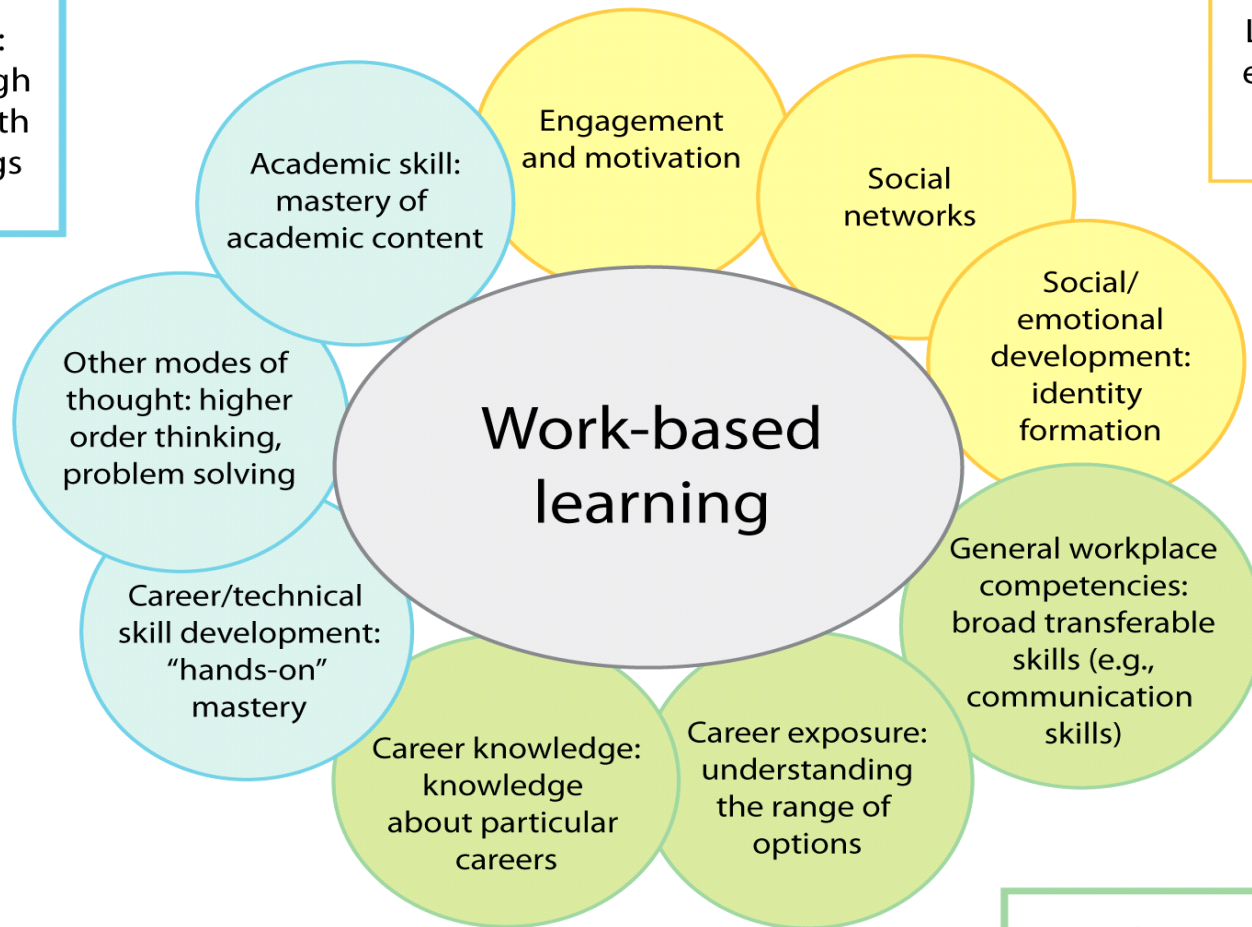 Engagement
and motivation
Social
networks
Academic skill:
mastery of
academic content
Social/
emotional
development:
identity
formation
Other modes of
thought: higher
order thinking,
problem solving
Work-based
learning
General workplace
competencies:
broad transferable
skills (e.g.,
communication
skills)
Career/technical
skill development:
“hands-on”
mastery
Career knowledge:
knowledge
about particular
careers
Career exposure:
understanding
the range of
options